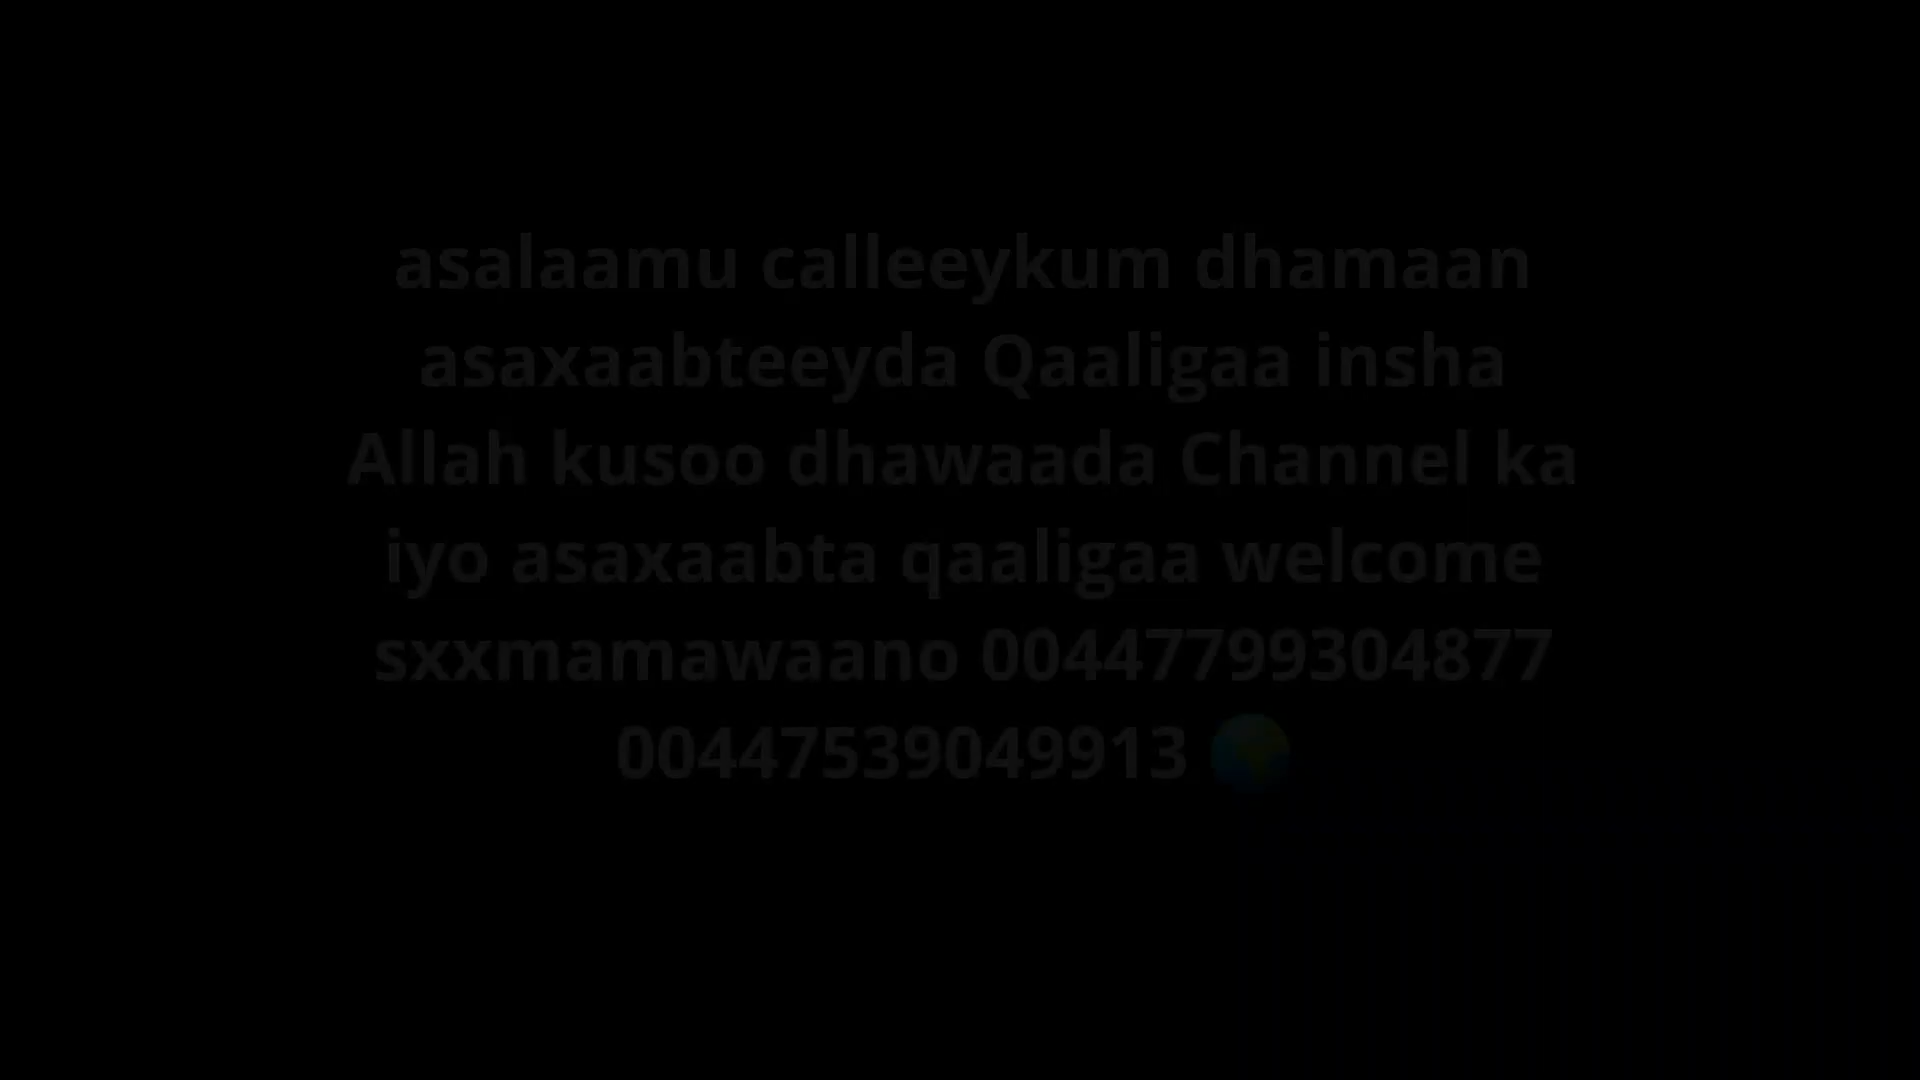 asalaamu calleeykum dhamaan
asaxaabteeyda Qaaligaa insha
Allah kusoo dhawaada Channel ka
iyo asaxaabta qaaligaa welcome
sxxmamawaano 00447799304877
00447539049913 🌍